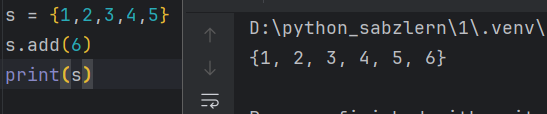 s = {1,2,3,4,5}
s.add(6)
print(s)
D:\python_sabzlern\1\.venv\
{1, 2, 3, 4, 5, 6}